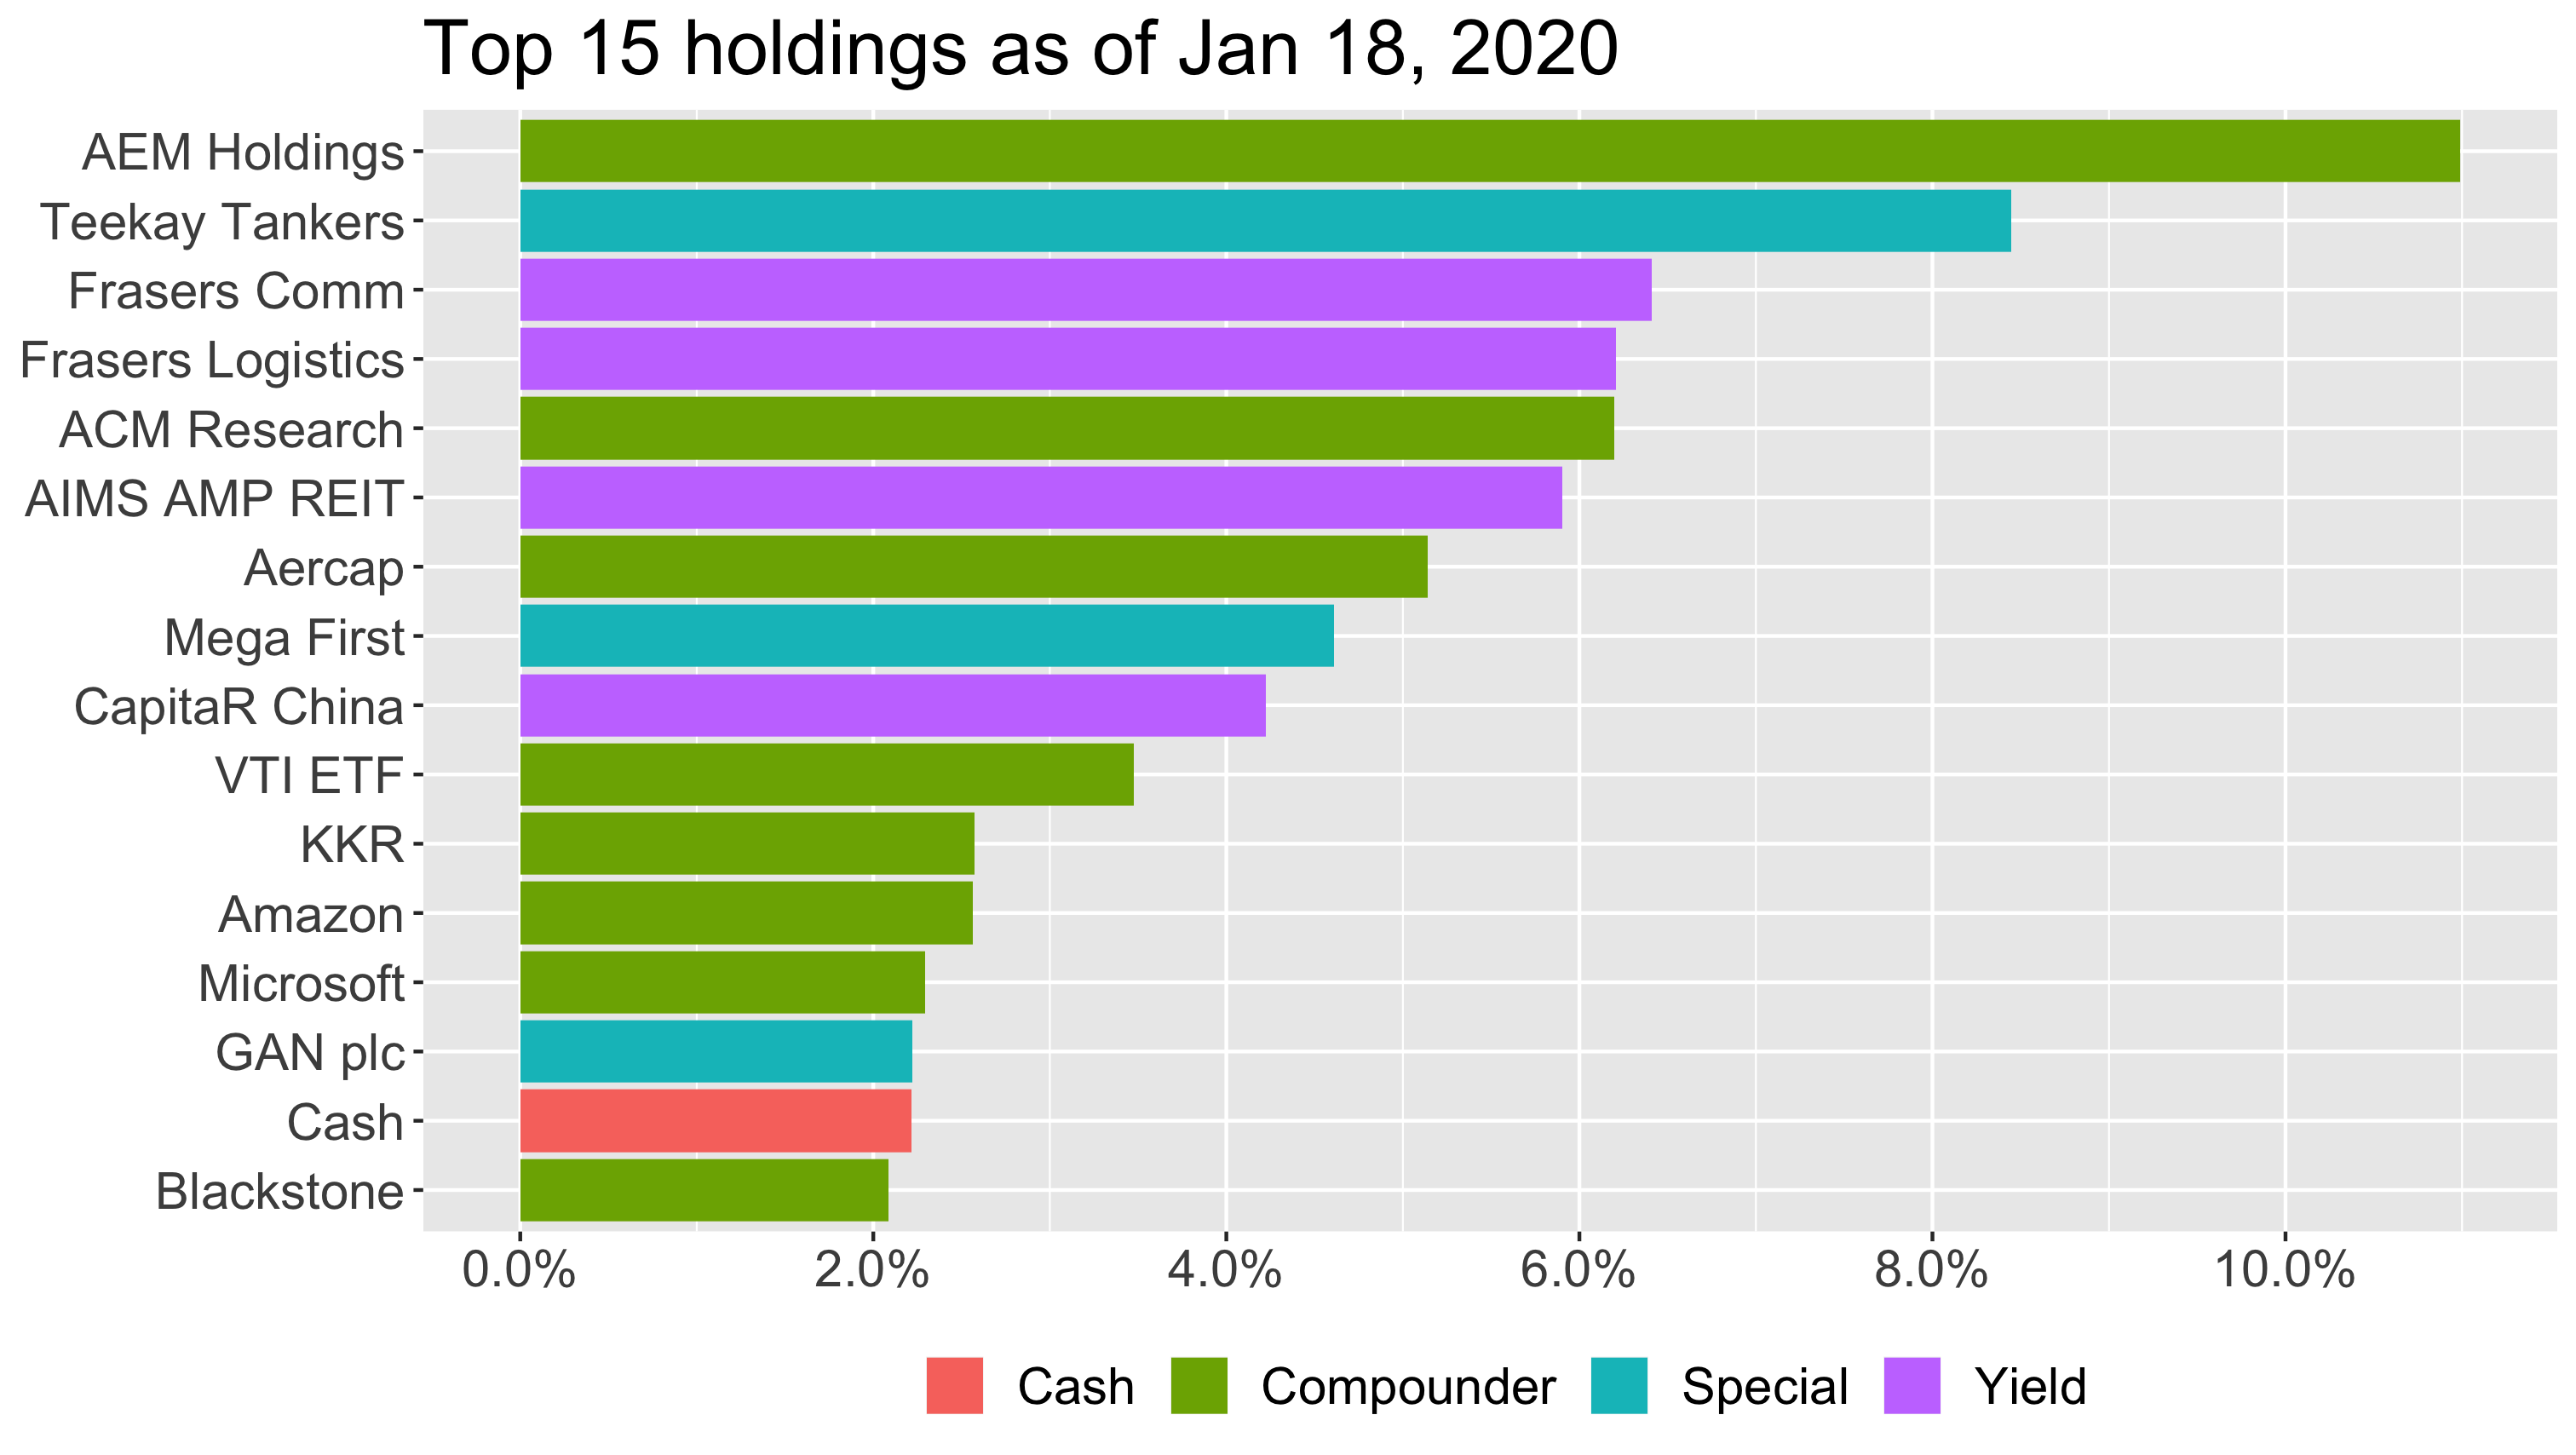 Top 15 holdings as of Jan 18, 2020
AEM Holdings
Teekay Tankers
Frasers Comm
Frasers Logistics
ACM Research
AIMS AMP REIT
Aercap
Mega First
CapitaR China
VTI ETF
KKR
Amazon
Microsoft
GAN plc
Cash
Blackstone
0.0% 2.0% 4.0% 6.0% 8.0% 10.0%
Cash Compounder Special Yield